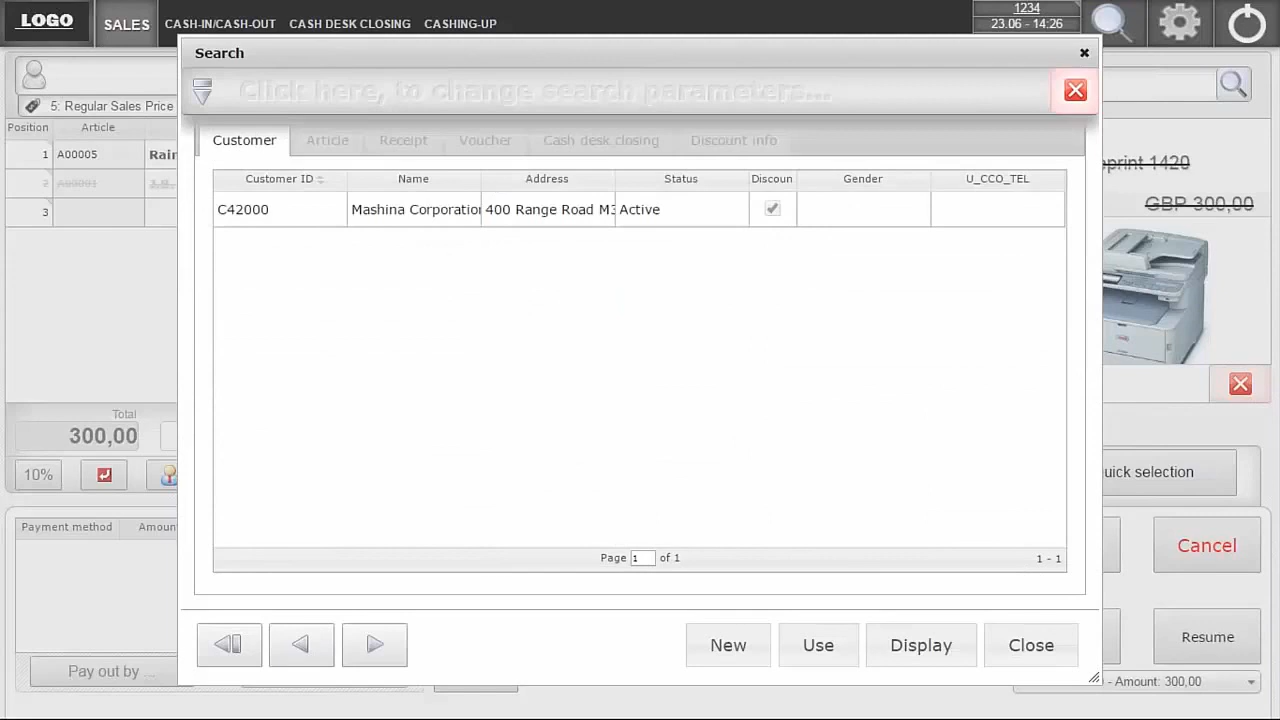 LOGO
SALES
CASH-IN/CASH-OUT
CASH DESK CLOSING
CASHING-UP
1234
23.06 - 14:26
Search
Click here, to change search parameters...
5: Regular Sales Price
Customer
Article
Receipt
Voucher
Cash desk closing
Discount info
Position
Article
1 A00005
2 A00001
3
eprint 1420
GBP 300,00
Customer ID
Name
Address
Status
Discoun
Gender
U_CCO_TEL
C42000
Mashina Corporation
400 Range Road M3
Active
Total
300,00
10%
uick selection
Payment method
Amoun
Page 1 of 1
1 - 1
Cancel
New
Use
Display
Close
Resume
Pay out by ...
- Amount: 300,00